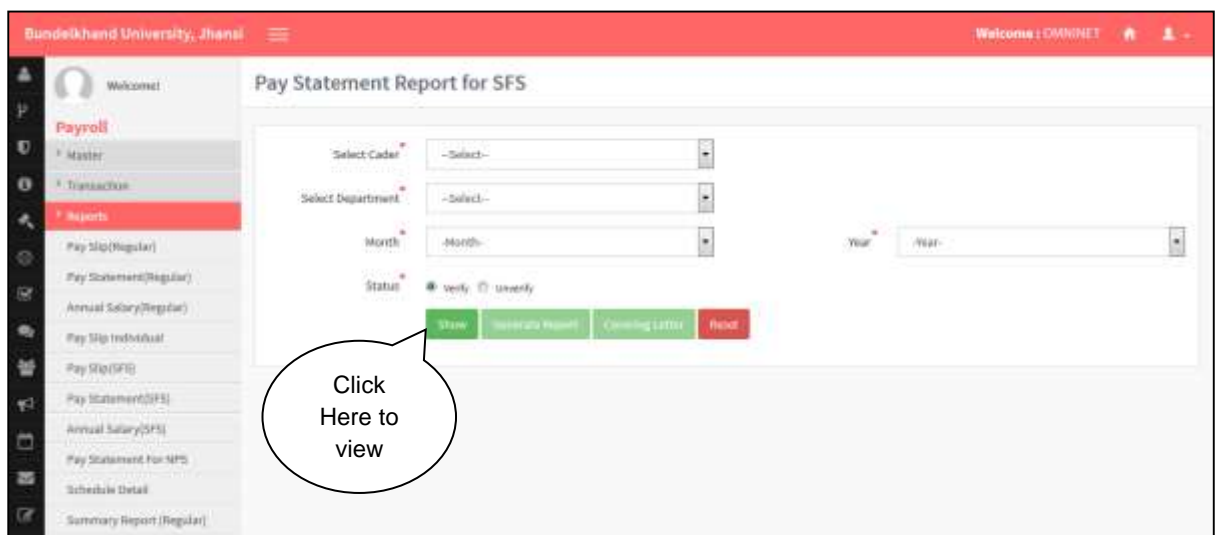 Bundelkhand University, Jhansi
Welcome : OMNINET
Welcome!
Pay Statement Report for SFS
Payroll
Master
Transaction
Reports
Pay Slip(Regular)
Pay Statement(Regular)
Annual Salary(Regular)
Pay Slip Individual
Pay Slip(SFS)
Pay Statement(SFS)
Annual Salary(SFS)
Pay Statement For NPS
Schedule Detail
Summary Report (Regular)
Select Cader* --Select--
Select Department* --Select--
Month* -Month- Year* -Year-
Status* Verify Unverify
Show Generate Report Covering Letter Reset
Click
Here to
view